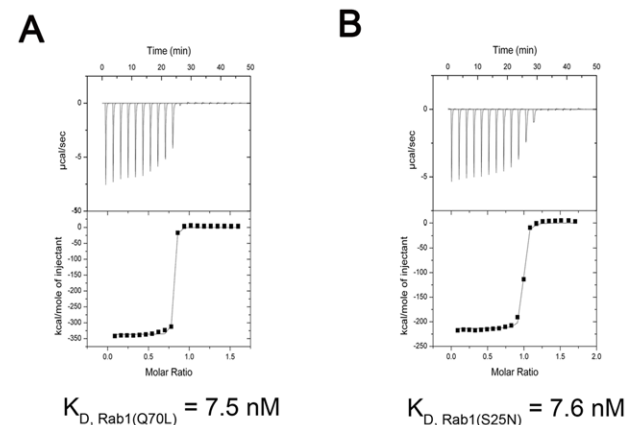 A
Time (min)
0 10 20 30 40 50
0
-5
-50
µcal/sec
0
-50
-100
-150
-200
-250
-300
-350
kcal/mole of injectant
0.0 0.5 1.0 1.5
Molar Ratio
K D, Rab1(Q70L) = 7.5 nM
B
Time (min)
0 10 20 30 40 50
0
-5
µcal/sec
0
-50
-100
-150
-200
-250
kcal/mole of injectant
0.0 0.5 1.0 1.5 2.0
Molar Ratio
K D, Rab1(S25N) = 7.6 nM